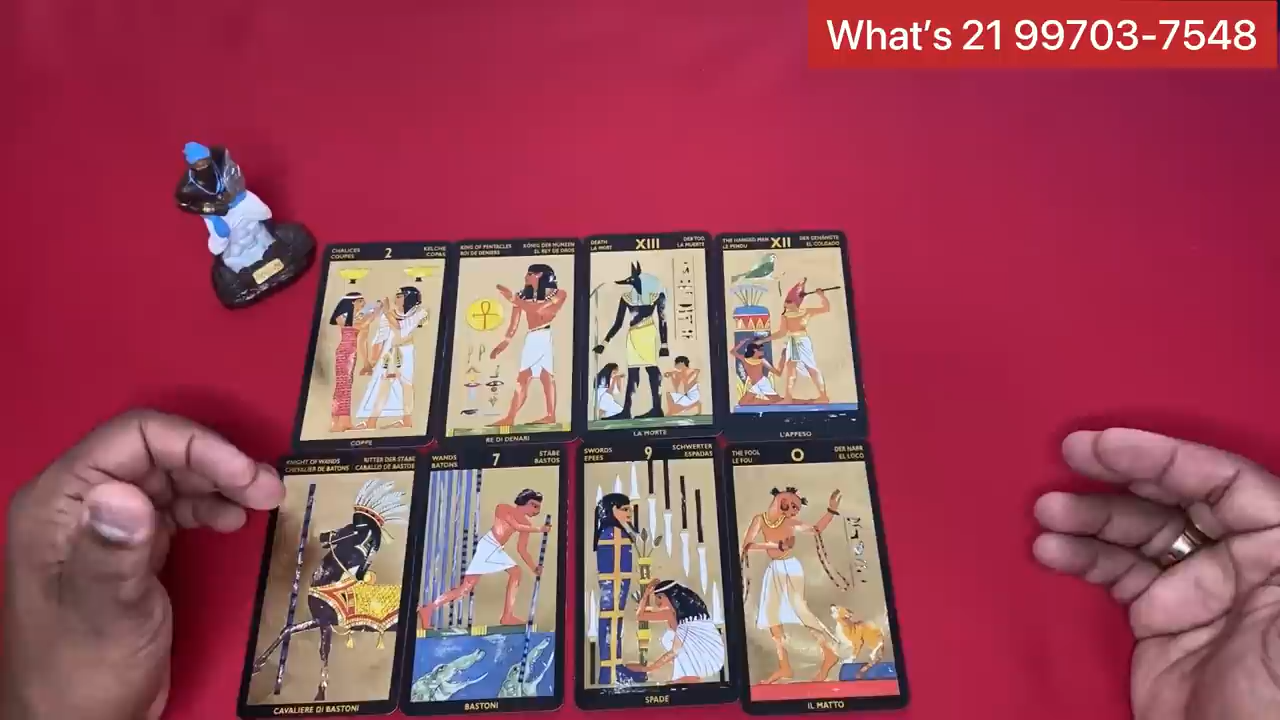 What's 21 99703-7548
CHALICES
COUPES
2
KELCHE
COPAS
COPPE
KING OF PENTACLES
ROI DE DENIERS
KÖNIG DER MÜNZEN
EL REY DE OROS
RE DI DENARI
DEATH
LA MORT
XIII
DER TOD
LA MUERTE
LA MORTE
THE HANGED MAN
LE PENDU
XII
DER GEHÄNGTE
EL COLGADO
L'APPESO
KNIGHT OF WANDS
CHEVALIER DE BATONS
RITTER DER STÄBE
CABALLO DE BASTOS
CAVALIERE DI BASTONI
WANDS
BATONS
7
STÄBE
BASTOS
BASTONI
SWORDS
EPEES
9
SCHWERTER
ESPADAS
SPADE
THE FOOL
LE FOU
0
DER NARR
EL LOCO
IL MATTO